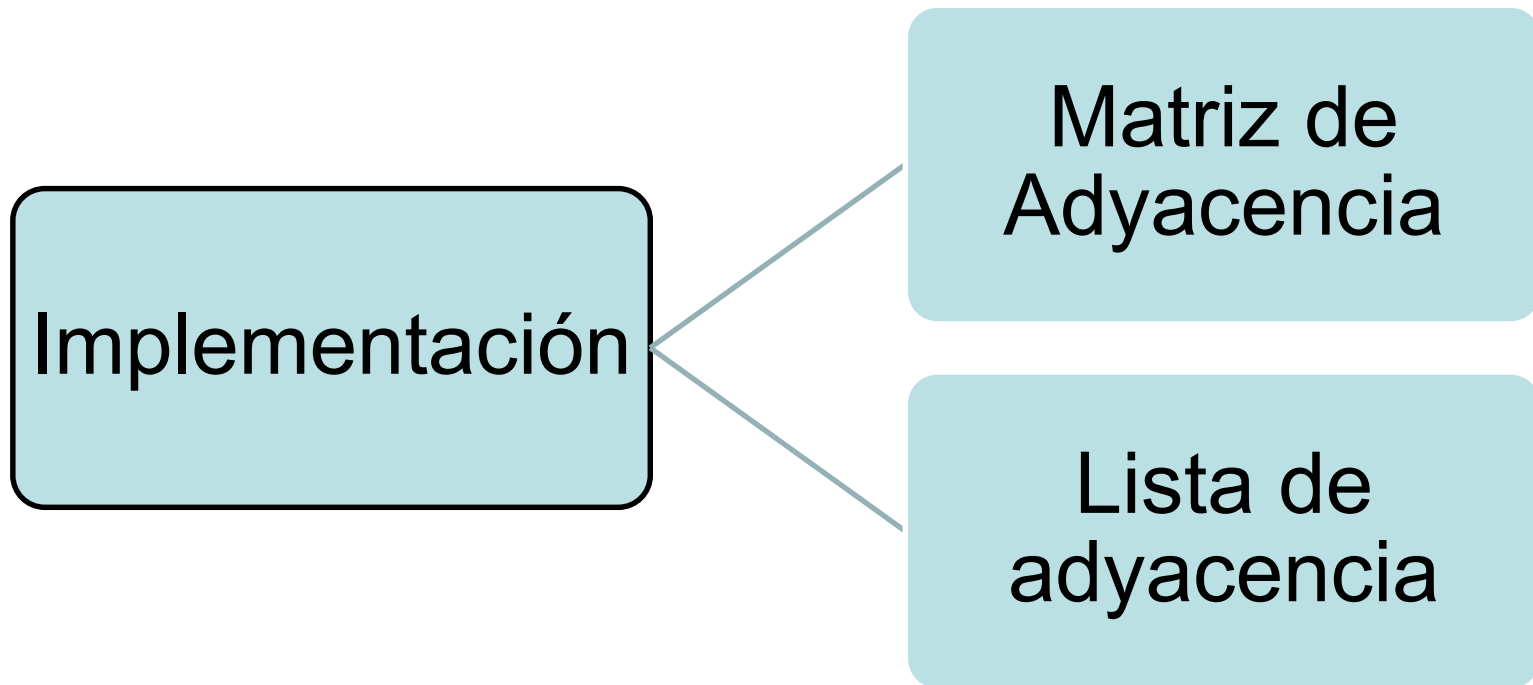 Implementación
Matriz de
Adyacencia
Lista de
adyacencia